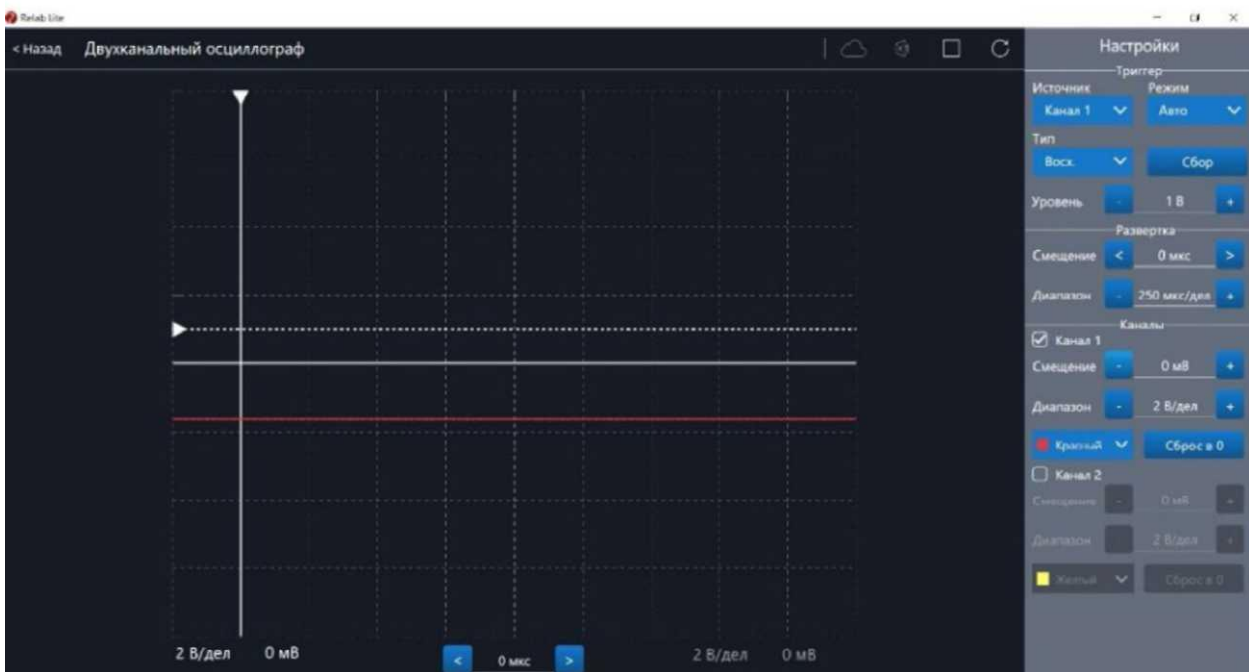 Relab Lite
< Назад Двухканальный осциллограф
Настройки
Триггер
Источник Режим
Канал 1 Авто
Тип
Восх. Сбор
Уровень - 1 В +
Развертка
Смещение < 0 мкс >
Диапазон - 250 мкс/дел +
Каналы
Канал 1
Смещение - 0 мВ +
Диапазон - 2 В/дел +
Красный Сброс в 0
Канал 2
Смещение - 0 мВ +
Диапазон 2 В/дел +
Желтый Сброс в 0
2 В/дел 0 мВ < 0 мкс > 2 В/дел 0 мВ